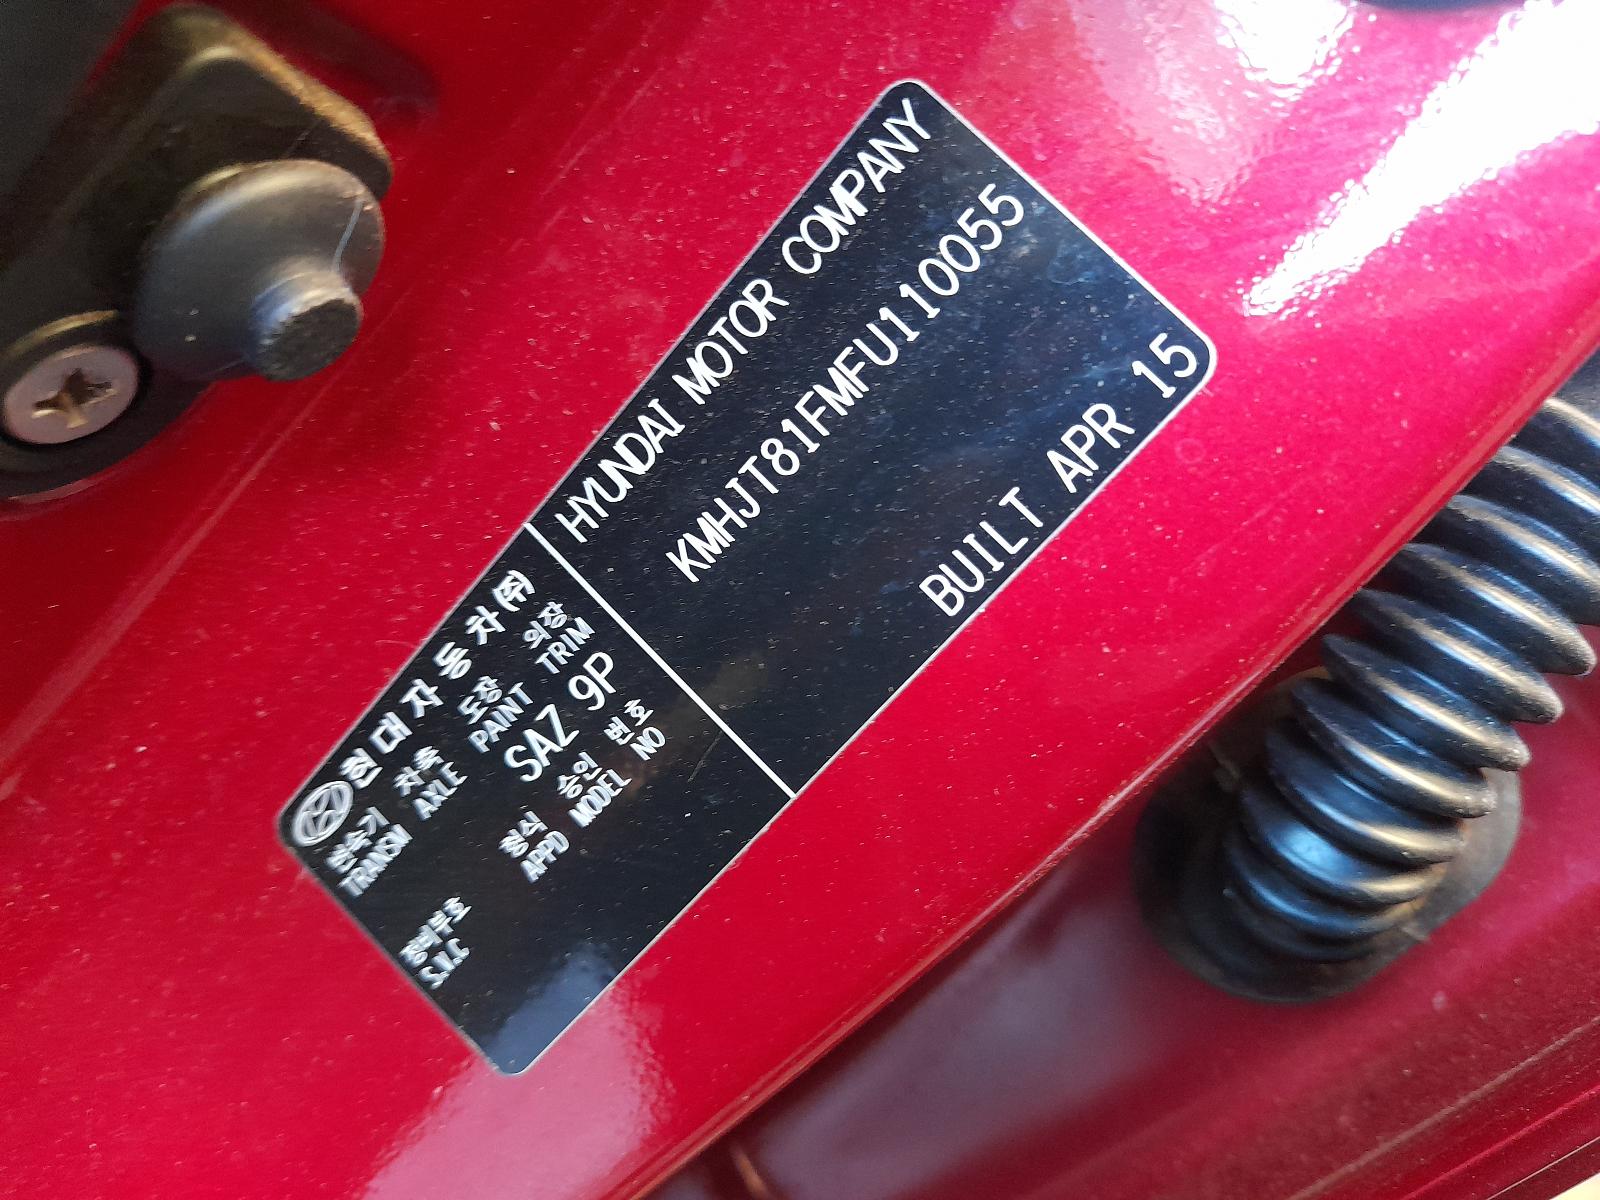 현대자동차㈜
변속기 차축 도장 의장
TRANSM AXLE PAINT TRIM
SAZ 9P
형식 승인 번호
APPD MODEL NO
정비부호
S.V.C
HYUNDAI MOTOR COMPANY
KMHJT81FMFU110055
BUILT APR 15